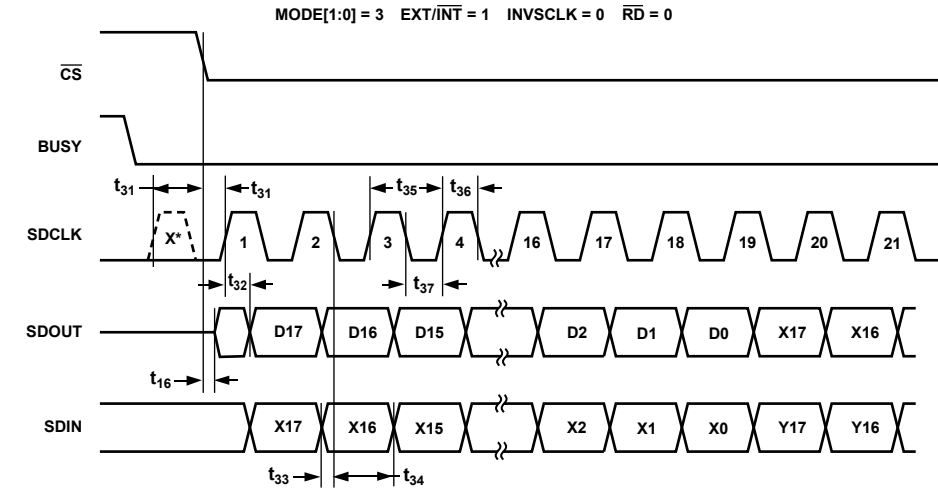 MODE[1:0] = 3 EXT/INT = 1 INVSCLK = 0 RD = 0
CS
BUSY
t31 t31 t35 t36
SDCLK X* 1 2 3 4 16 17 18 19 20 21
t32 t37
SDOUT D17 D16 D15 D2 D1 D0 X17 X16
t16
SDIN X17 X16 X15 X2 X1 X0 Y17 Y16
t33 t34